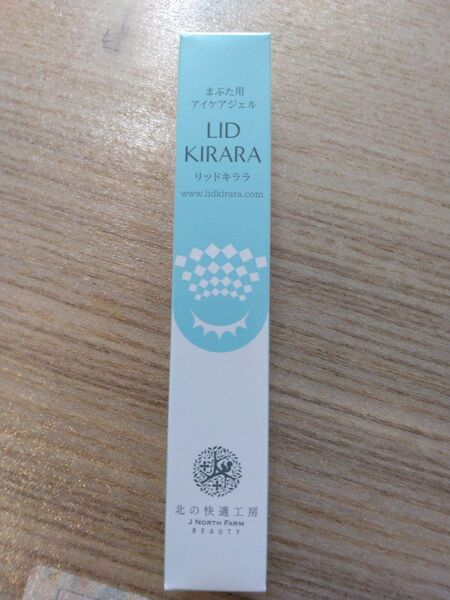 まぶた用
アイケアジェル
LID
KIRARA
リッドキララ
www.lidkirara.com
北の快適工房
J NORTH FARM
BEAUTY